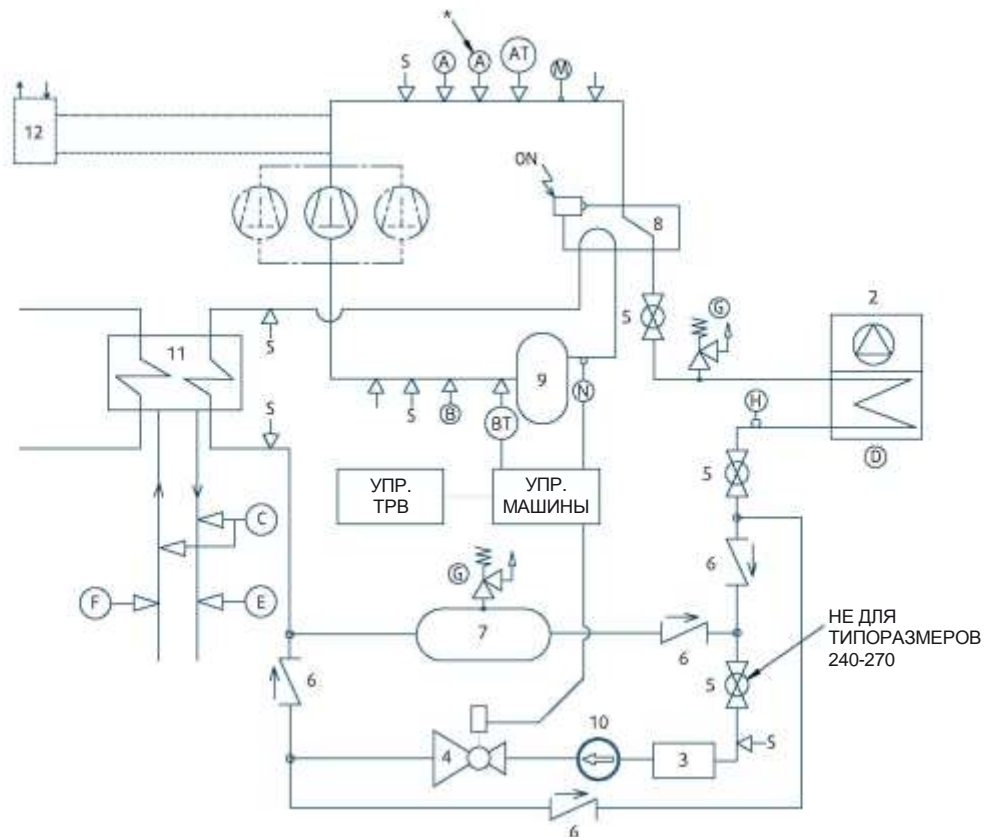 *
S
A
A
AT
M
12
ON
8
5
G
2
S
11
9
N
S
S
B
BT
H
D
5
УПР.
ТРВ
УПР.
МАШИНЫ
C
F
E
G
7
6
6
6
НЕ ДЛЯ
ТИПОРАЗМЕРОВ
240-270
5
10
4
3
S
6